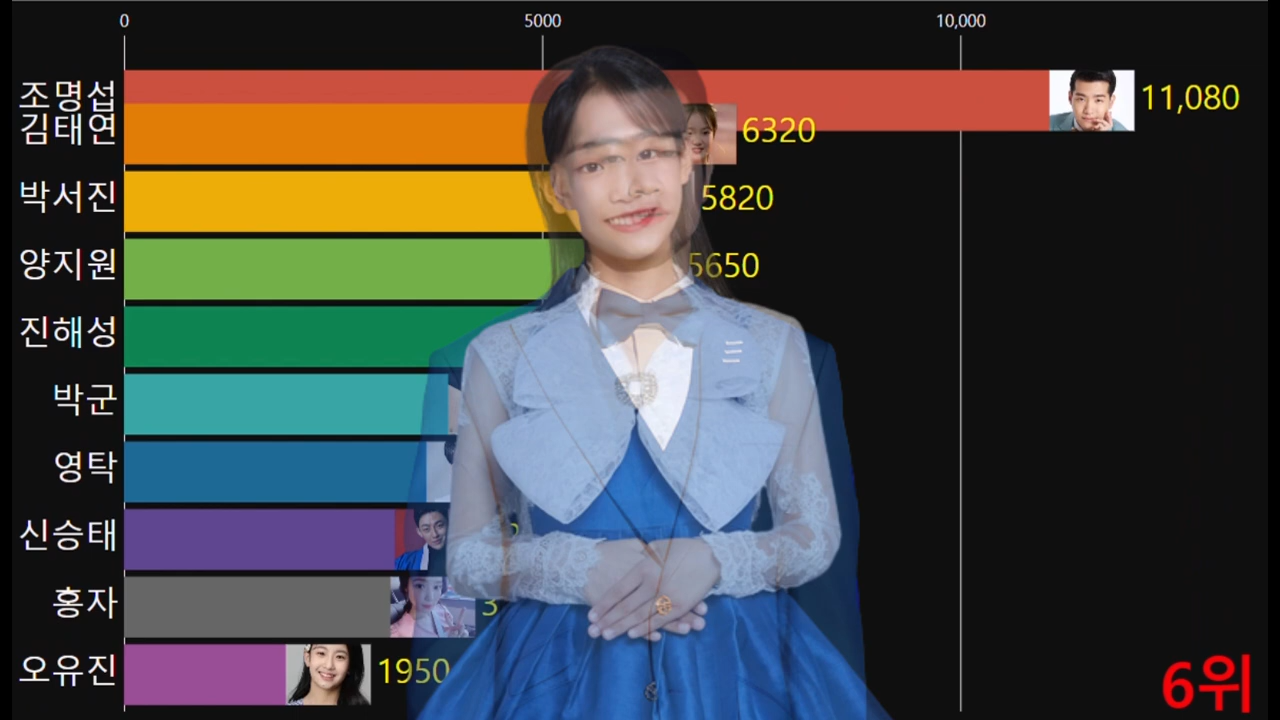 0 5000 10,000
조명섭 11,080
김태연 6320
박서진 5820
양지원 5650
진해성
박군
영탁
신승태
홍자 3
오유진 1950
6위